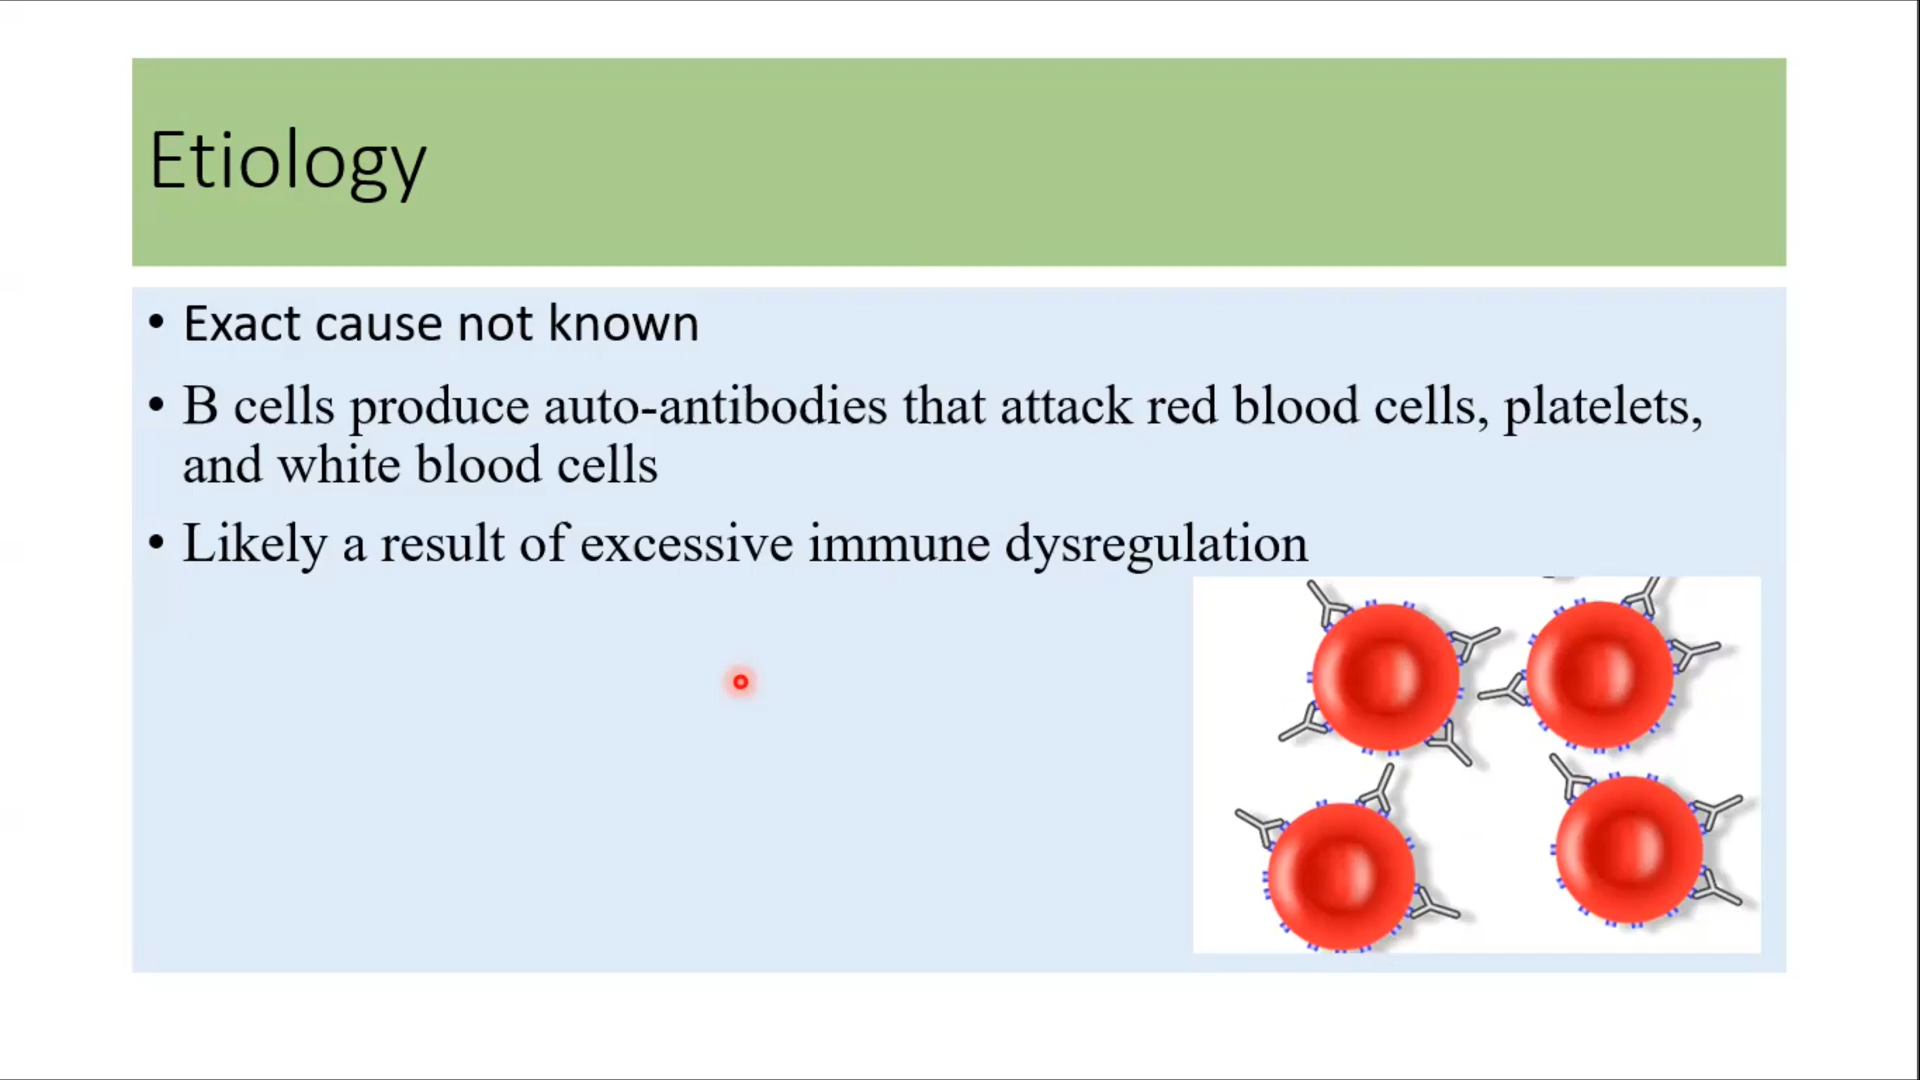 Etiology
• Exact cause not known
• B cells produce auto-antibodies that attack red blood cells, platelets,
and white blood cells
• Likely a result of excessive immune dysregulation